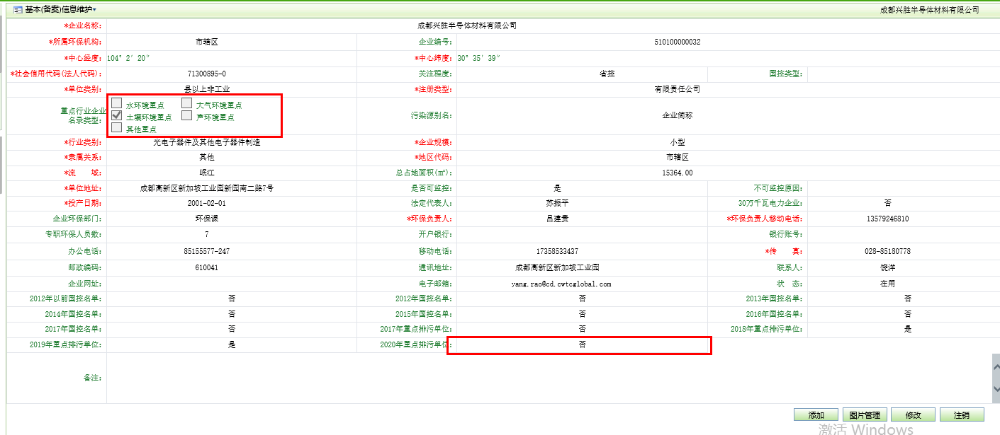 基本(备案)信息维护 成都兴胜半导体材料有限公司
*企业名称: 成都兴胜半导体材料有限公司
*所属环保机构: 市辖区 企业编号: 510100000032
*中心经度: 104° 2′ 20″ *中心纬度: 30° 35′ 39″
*社会信用代码(法人代码): 71300895-0 关注程度: 省控 国控类型:
*单位类别: 县以上非工业 *注册类型: 有限责任公司
重点行业企业名录类型: 水环境重点 大气环境重点 污染源别名: 企业简称
土壤环境重点 声环境重点
其他重点
*行业类别: 光电子器件及其他电子器件制造 *企业规模: 小型
*隶属关系: 其他 *地区代码: 市辖区
*流 域: 岷江 总占地面积(㎡): 15364.00
*单位地址: 成都高新区新加坡工业园新园南二路7号 是否可监控: 是 不可监控原因:
*投产日期: 2001-02-01 法定代表人: 苏振平 30万千瓦电力企业: 否
企业环保部门: 环保课 *环保负责人: 吕建贵 *环保负责人移动电话: 13579246810
专职环保人员数: 7 开户银行: 银行账号:
办公电话: 85155577-247 移动电话: 17358533437 *传 真: 028-85180778
邮政编码: 610041 通讯地址: 成都高新区新加坡工业园 联系人: 饶洋
企业网址: 电子邮箱: yang.rao@cd.cwtcglobal.com 状 态: 在用
2012年以前国控名单: 否 2012年国控名单: 否 2013年国控名单: 否
2014年国控名单: 否 2015年国控名单: 否 2016年国控名单: 否
2017年国控名单: 否 2017年重点排污单位: 否 2018年重点排污单位: 是
2019年重点排污单位: 是 2020年重点排污单位: 否
备注:
添加 图片管理 修改 注销
激活 Windows